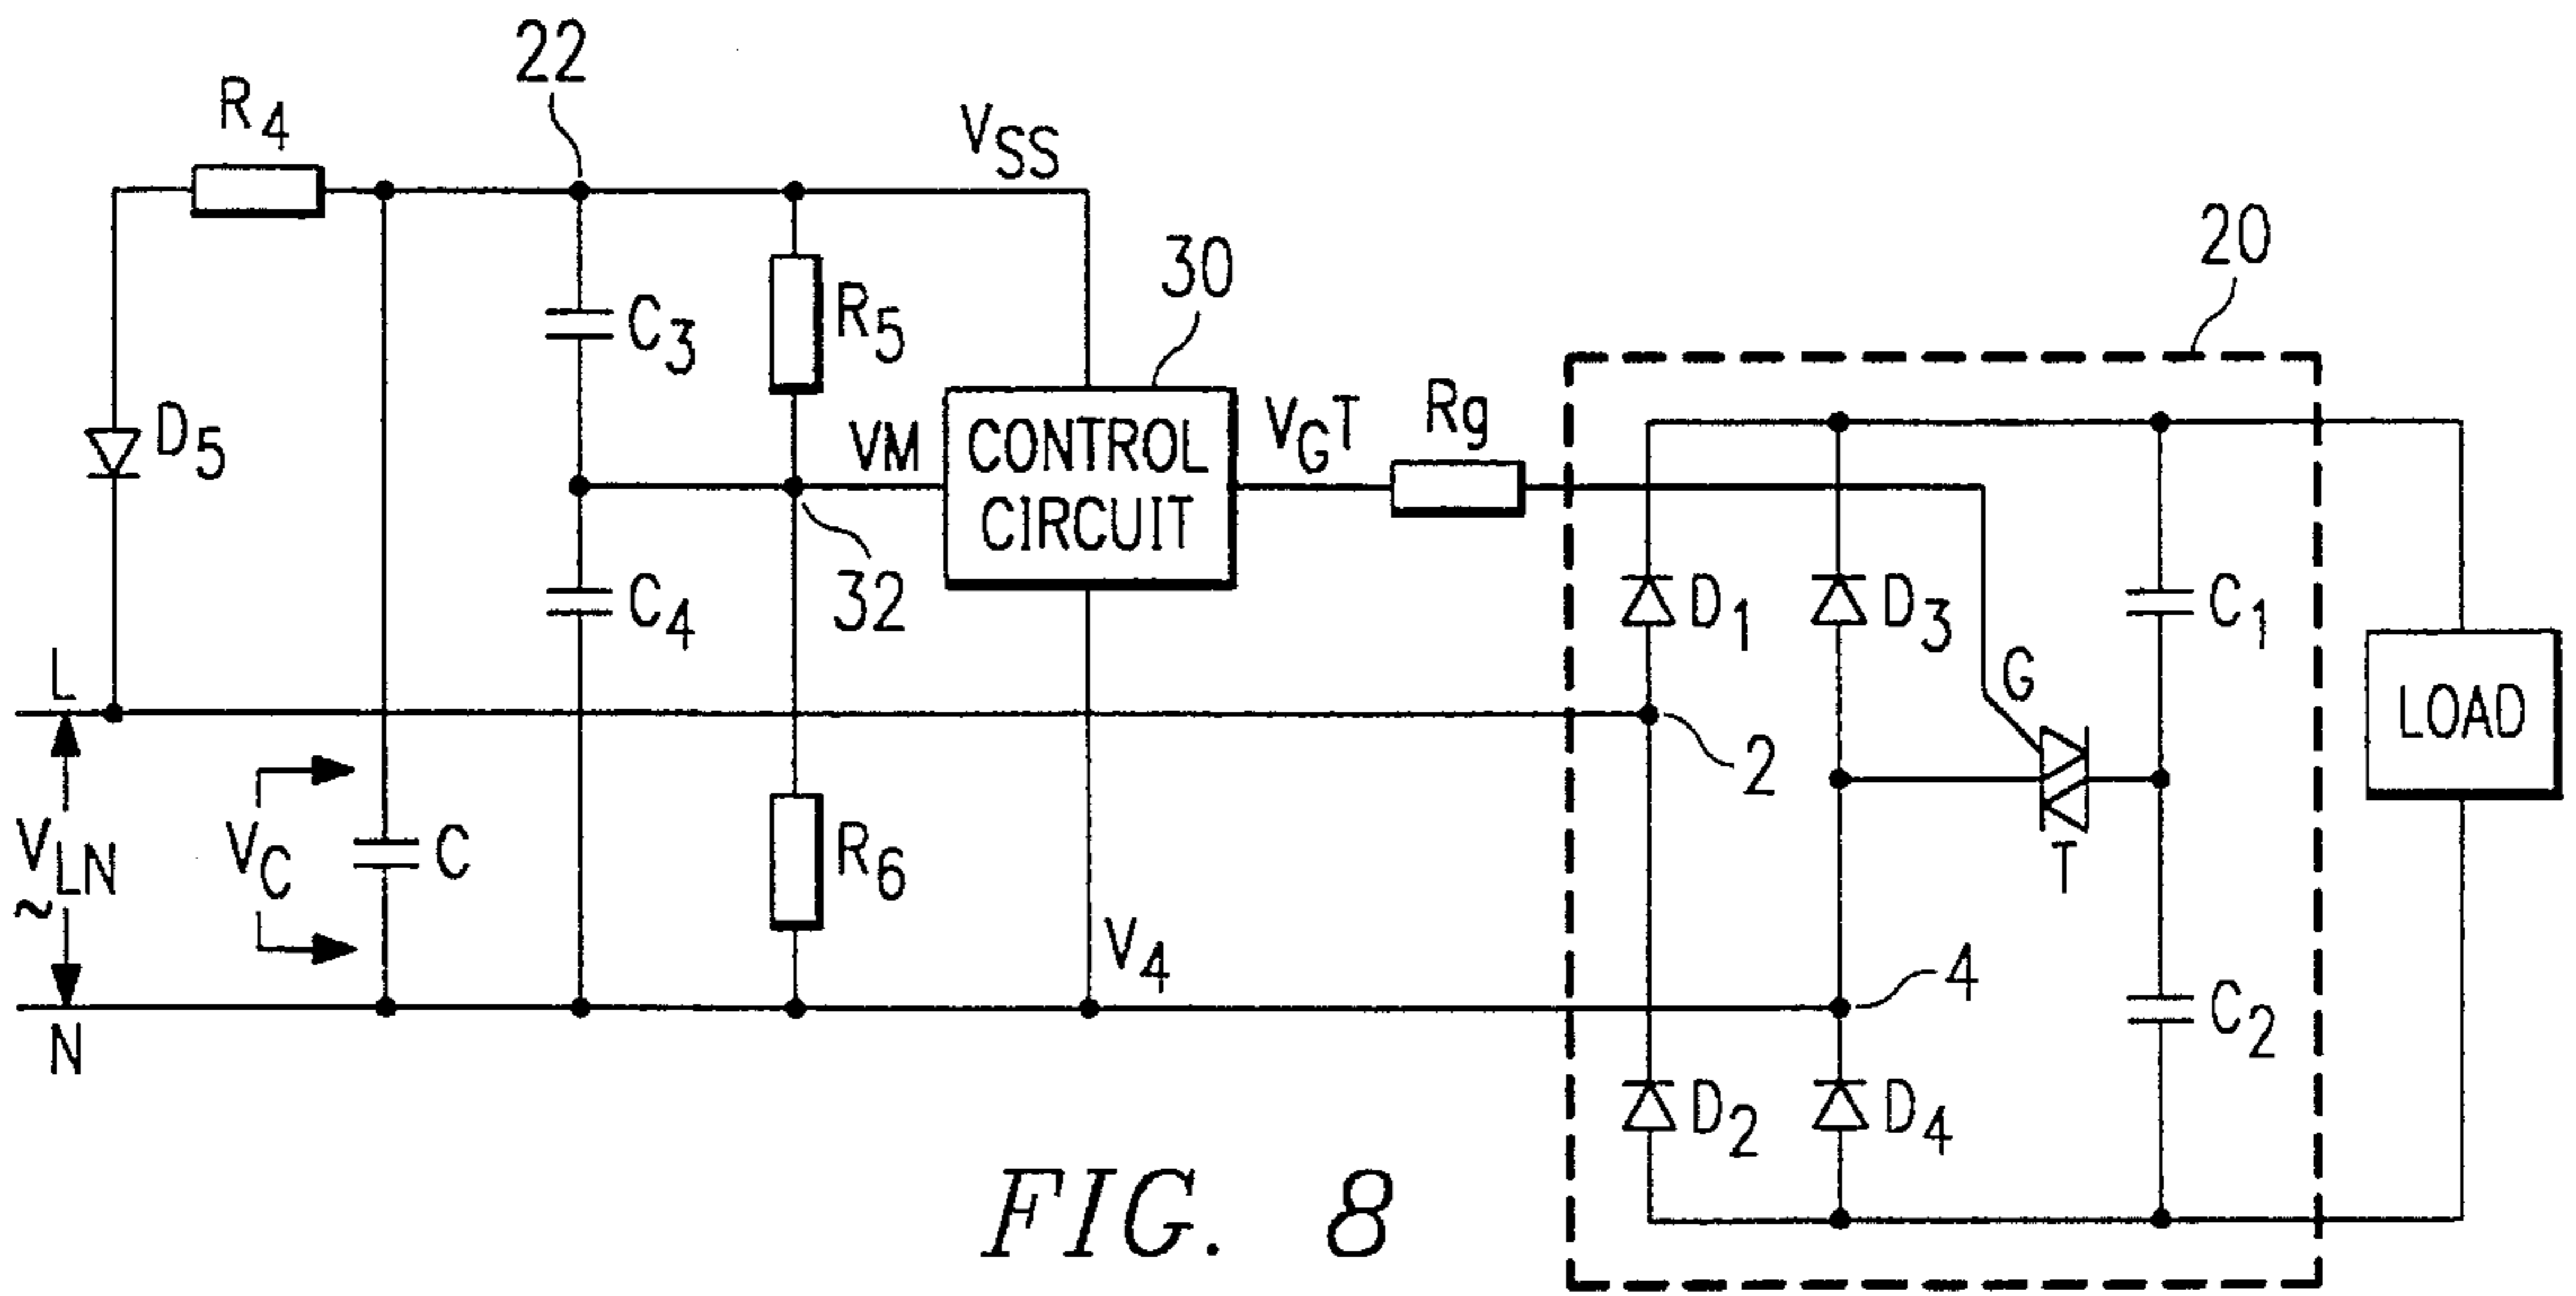 22
R4
VSS
30
20
C3
R5
VM
CONTROL
CIRCUIT
VGT
Rg
D5
C4
32
D1
D3
C1
G
L
2
LOAD
VLN
~
VC
C
R6
T
V4
4
N
C2
D2
D4
FIG. 8